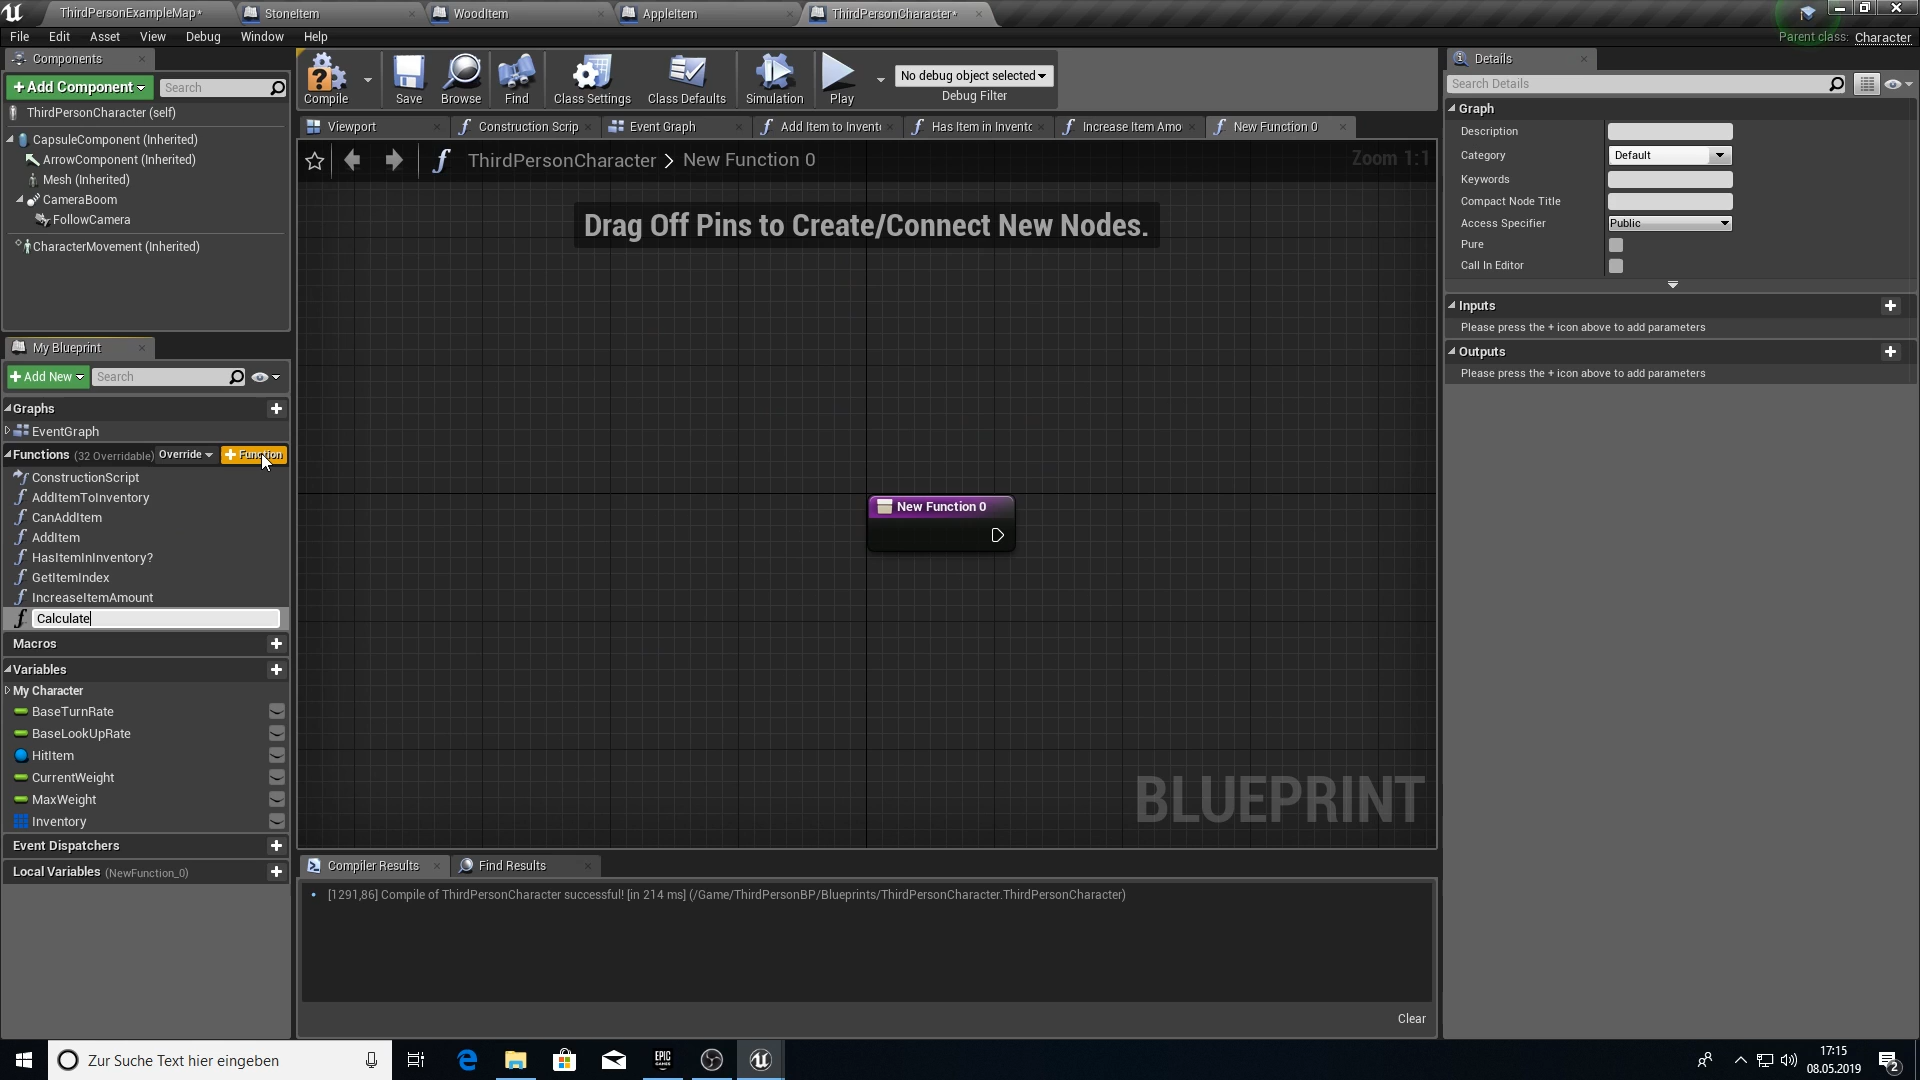 ThirdPersonExampleMap*
StoneItem
WoodItem
AppleItem
ThirdPersonCharacter*
File
Edit
Asset
View
Debug
Window
Help
Parent class: Character
Components
+Add Component
Search
ThirdPersonCharacter (self)
CapsuleComponent (Inherited)
ArrowComponent (Inherited)
Mesh (Inherited)
CameraBoom
FollowCamera
CharacterMovement (Inherited)
Compile
Save
Browse
Find
Class Settings
Class Defaults
Simulation
Play
No debug object selected
Debug Filter
Viewport
Construction Scrip
Event Graph
Add Item to Invent
Has Item in Invento
Increase Item Amo
New Function 0
ThirdPersonCharacter > New Function 0
Zoom 1:1
Drag Off Pins to Create/Connect New Nodes.
New Function 0
BLUEPRINT
My Blueprint
+Add New
Search
Graphs
EventGraph
Functions (32 Overridable)
Override
+ Function
ConstructionScript
AddItemToInventory
CanAddItem
AddItem
HasItemInInventory?
GetItemIndex
IncreaseItemAmount
Calculate
Macros
Variables
My Character
BaseTurnRate
BaseLookUpRate
HitItem
CurrentWeight
MaxWeight
Inventory
Event Dispatchers
Local Variables (NewFunction_0)
Compiler Results
Find Results
[1291,86] Compile of ThirdPersonCharacter successful! [in 214 ms] (/Game/ThirdPersonBP/Blueprints/ThirdPersonCharacter.ThirdPersonCharacter)
Clear
Details
Search Details
Graph
Description
Category
Default
Keywords
Compact Node Title
Access Specifier
Public
Pure
Call In Editor
Inputs
Please press the + icon above to add parameters
Outputs
Please press the + icon above to add parameters
Zur Suche Text hier eingeben
EPIC
GAMES
17:15
08.05.2019
2